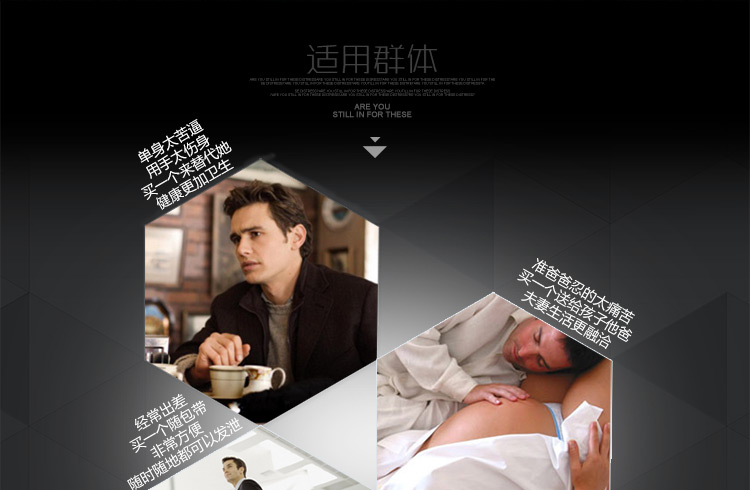 适用群体
ARE YOU
STILL IN FOR THESE
单身太苦逼
用手太伤身
买一个来替代她
健康更加卫生
准爸爸忍的太痛苦
买一个送给孩子他爸
夫妻生活更融洽
经常出差
买一个随包带
非常方便
随时随地都可以发泄